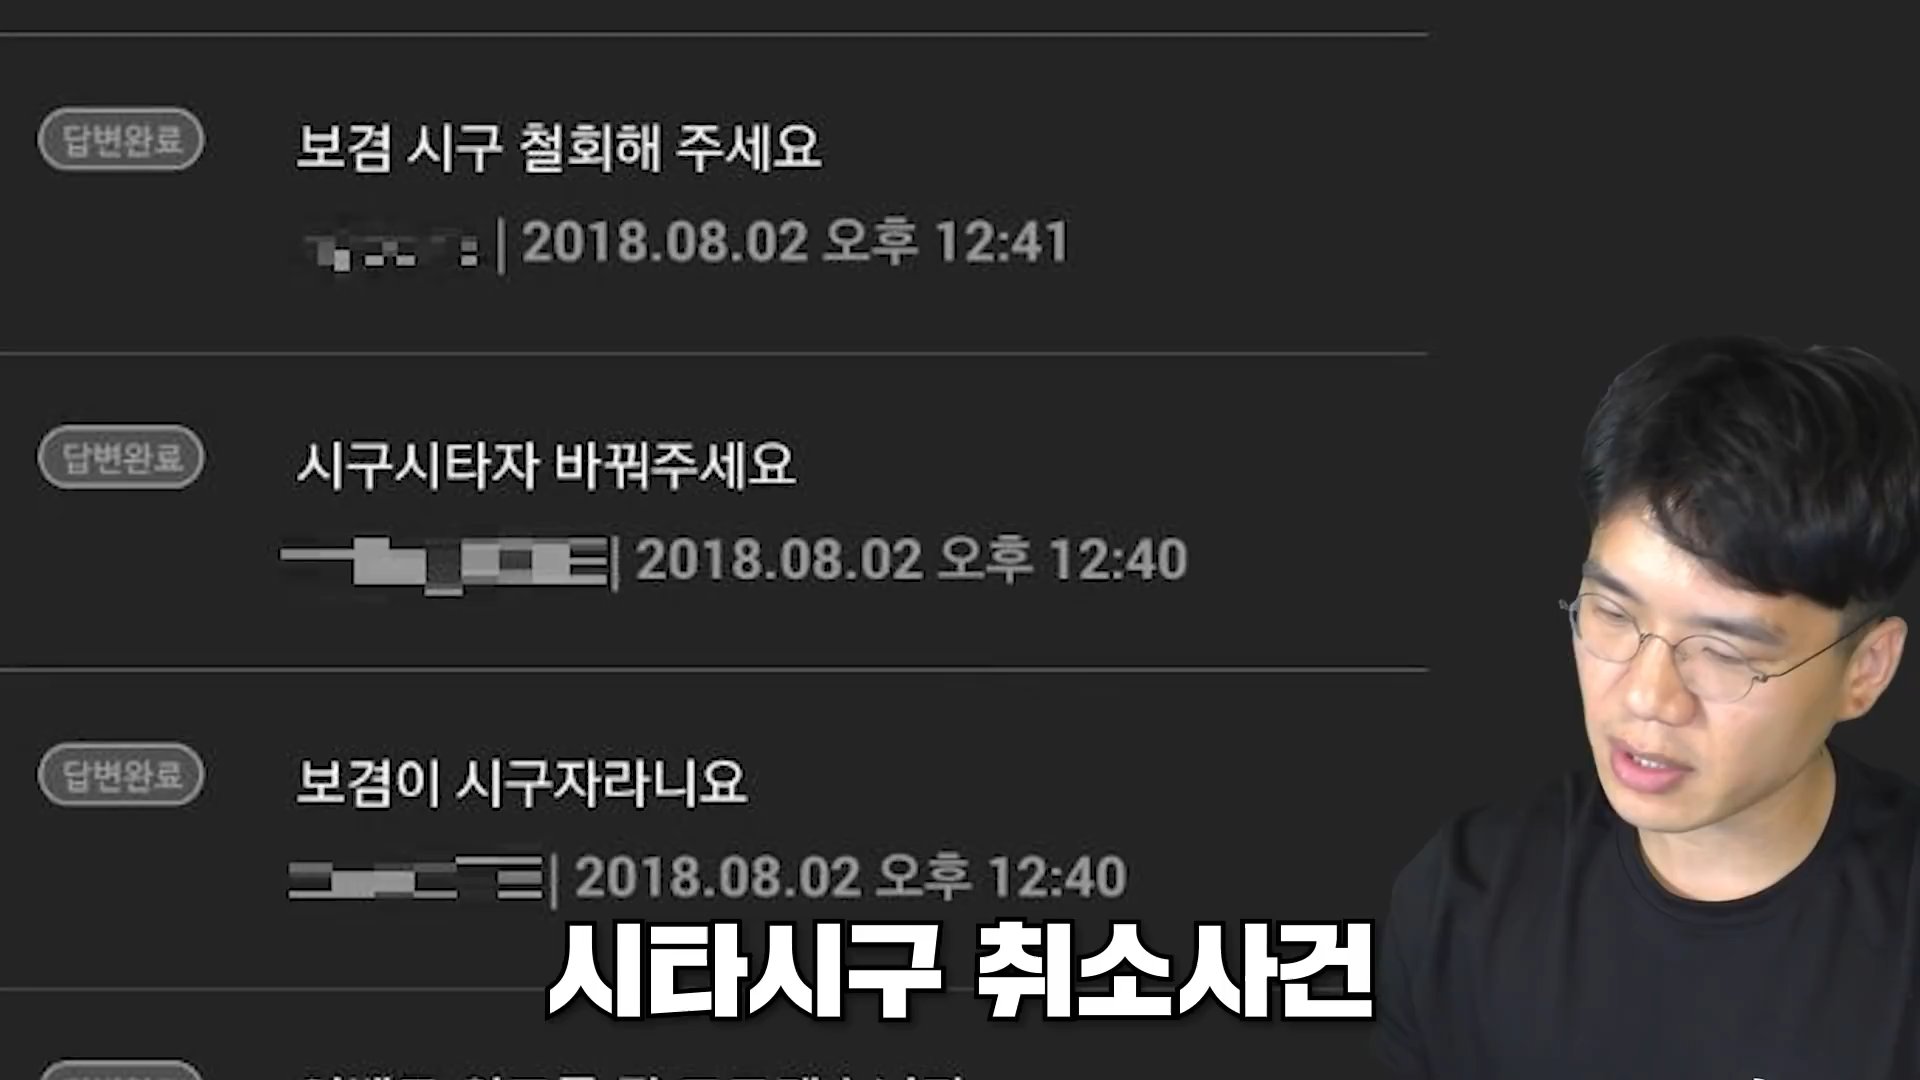 답변완료 보겸 시구 철회해 주세요
| 2018.08.02 오후 12:41
답변완료 시구시타자 바꿔주세요
| 2018.08.02 오후 12:40
답변완료 보겸이 시구자라니요
| 2018.08.02 오후 12:40
시타시구 취소사건